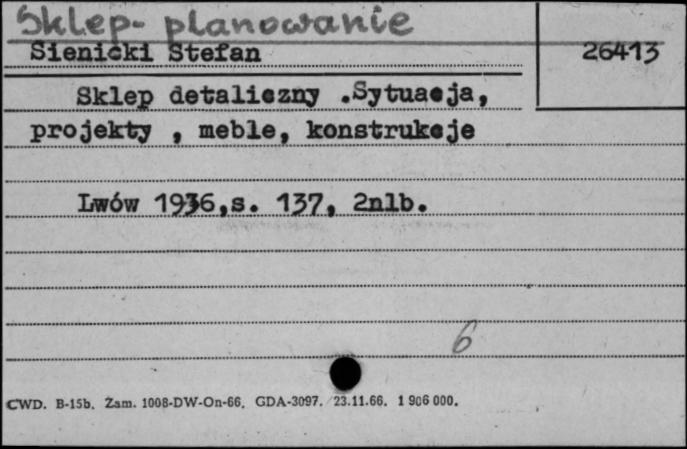 Sklep- planowanie
Sienicki Stefan
26413
Sklep detaliczny .Sytuacja,
projekty , meble, konstrukcje
Lwów 1936,s. 137, 2nlb.
6
CWD. B-15b. Zam. 1008-DW-On-66. GDA-3097. 23.11.66. 1 906 000.